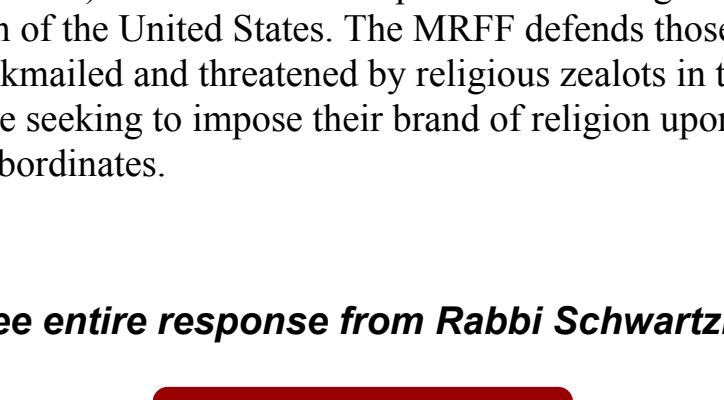 n of the United States. The MRFF defends those
kmailed and threatened by religious zealots in t
e seeking to impose their brand of religion upon
bordinates.
ee entire response from Rabbi Schwartz